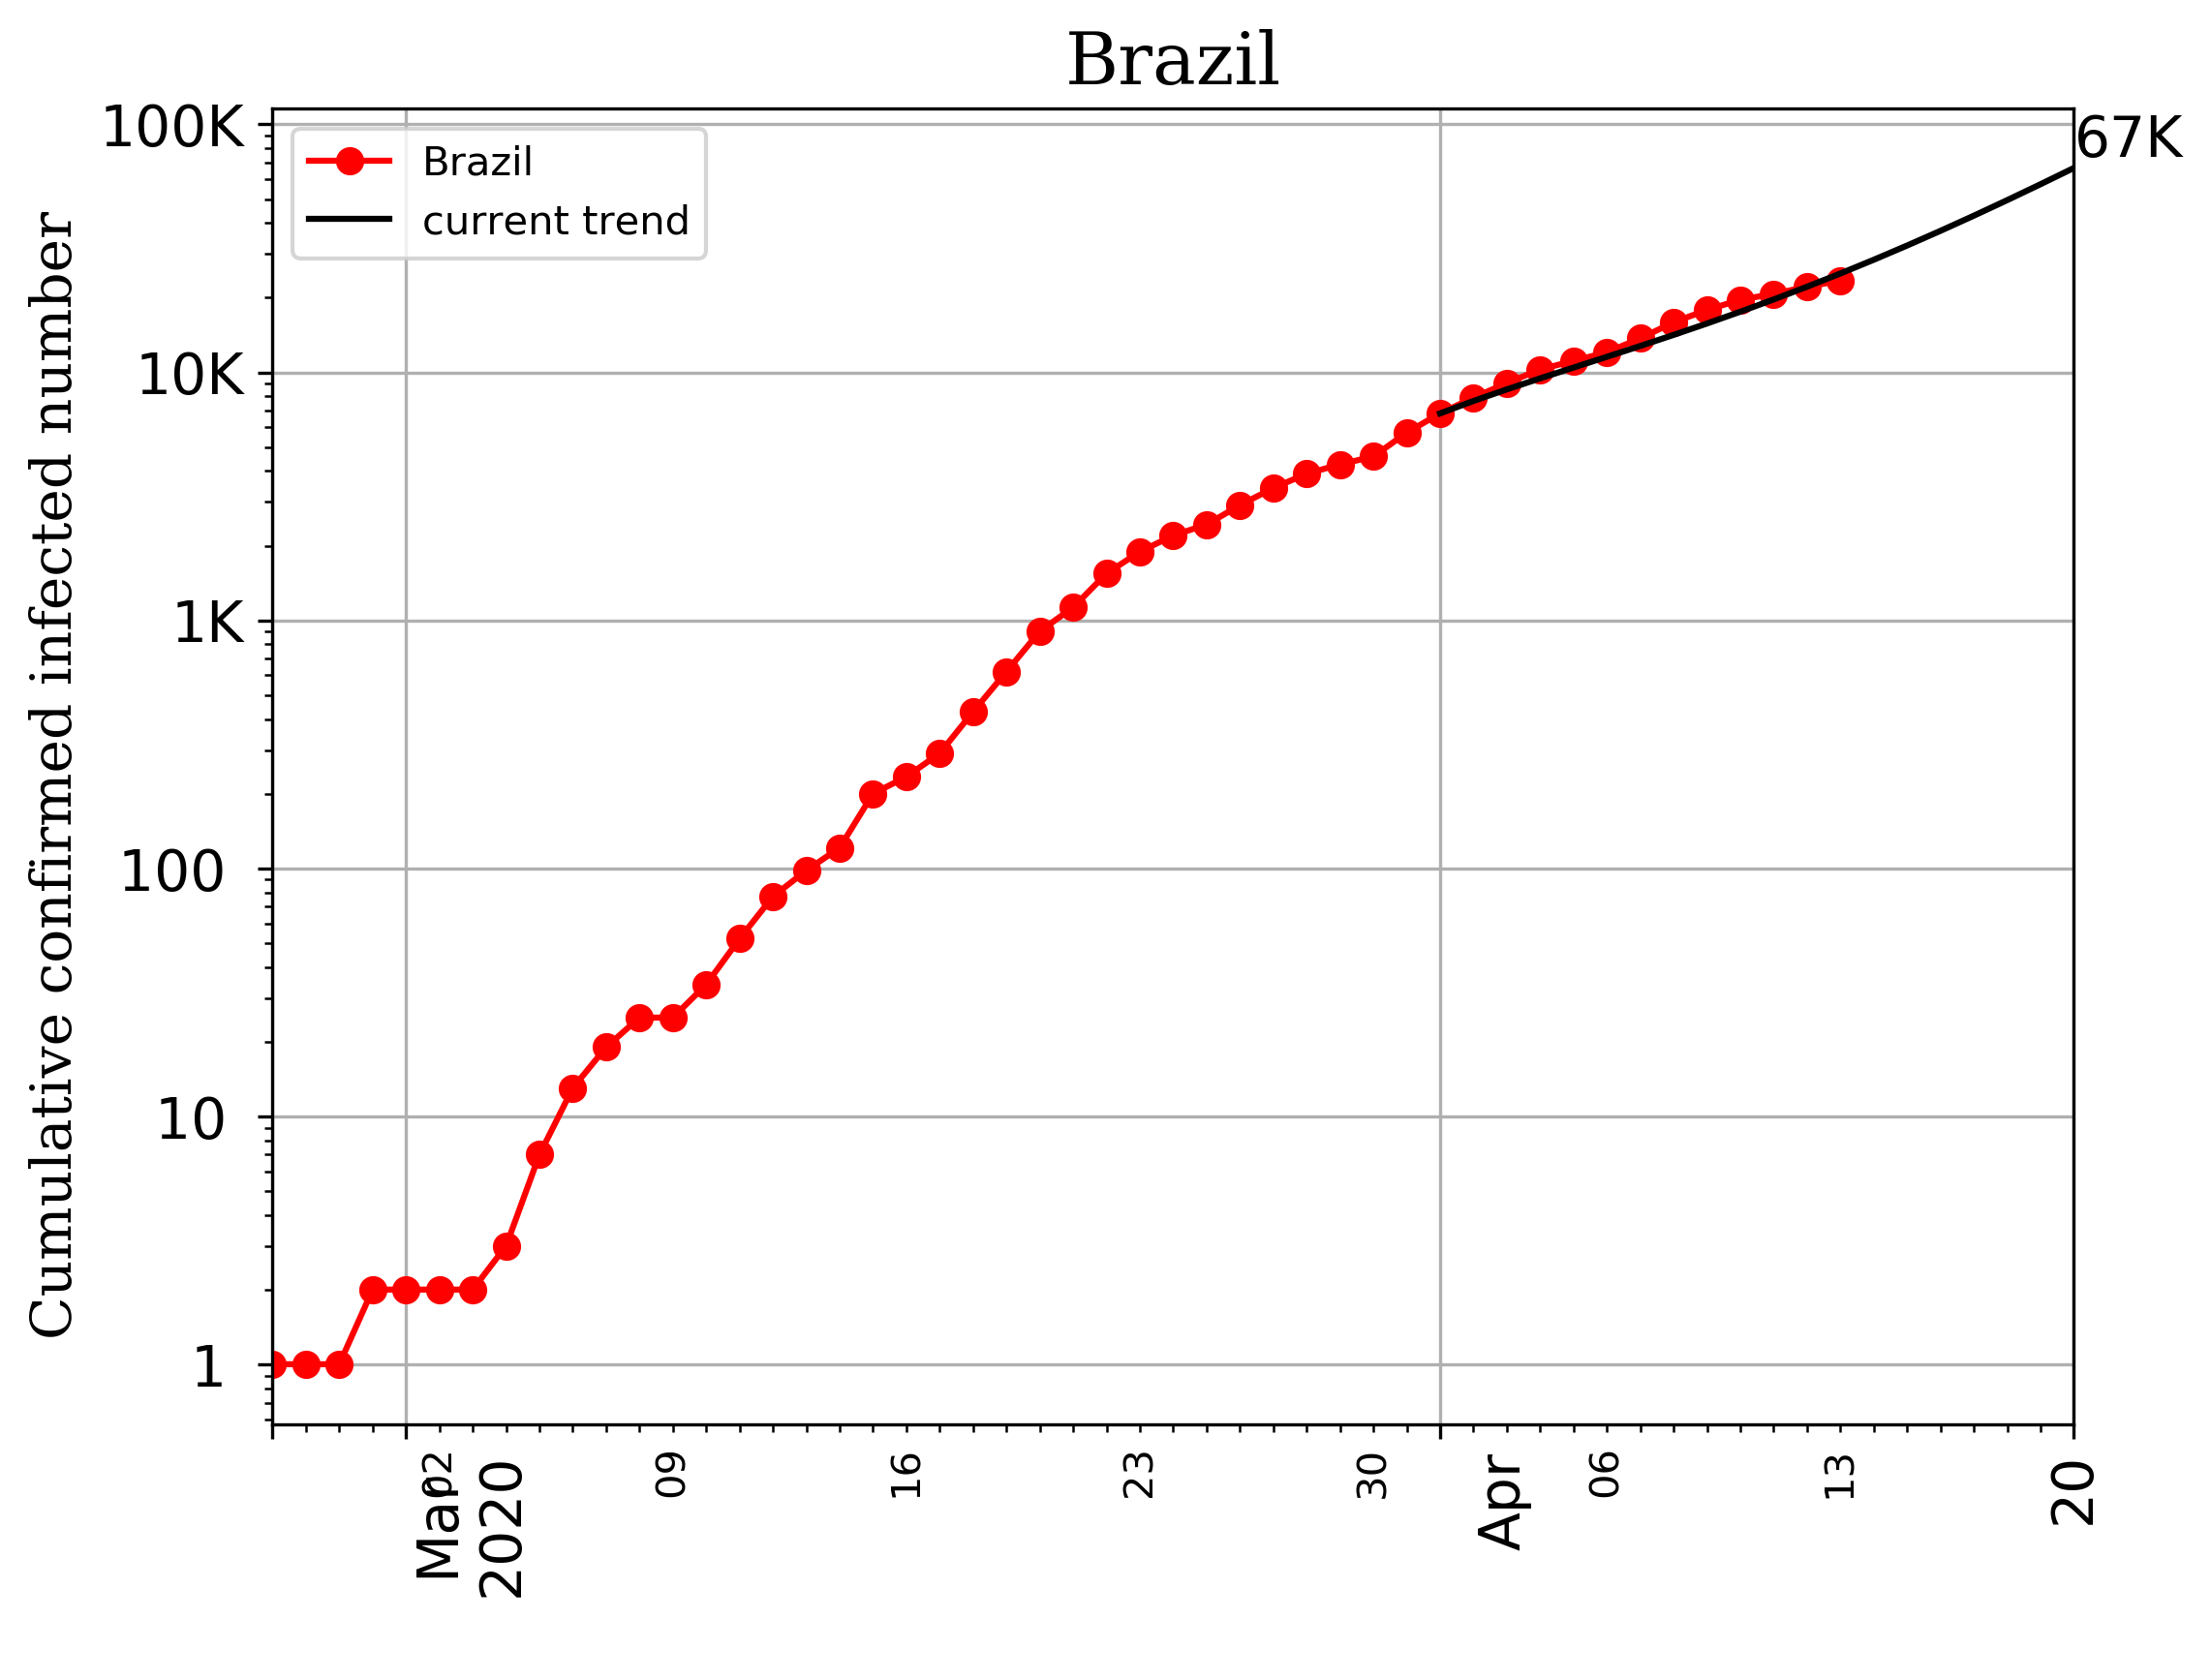 Brazil
100K
67K
Brazil
current trend
10K
1K
100
10
1
Cumulative confirmed infected number
02
09
16
23
30
06
13
Mar
2020
Apr
20